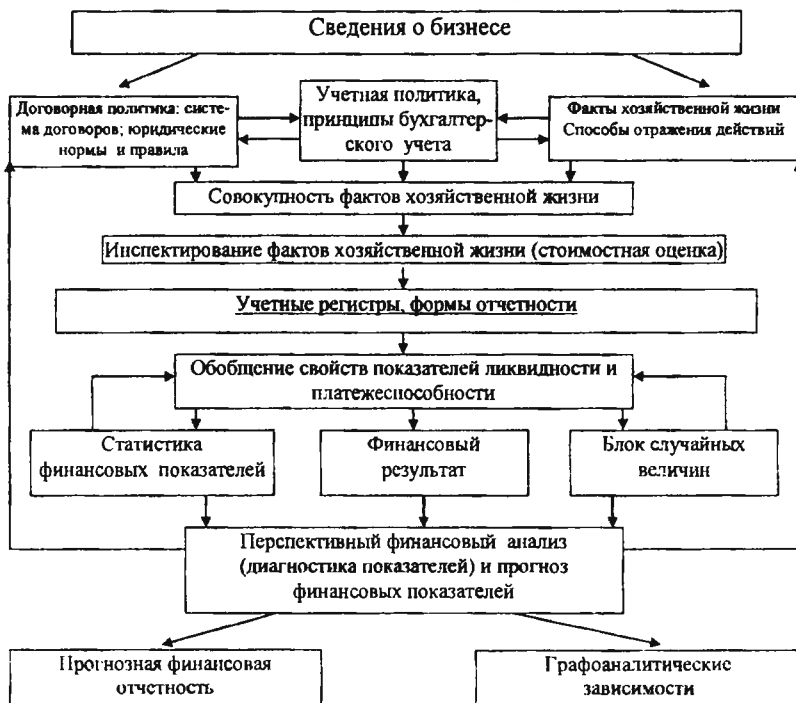 Сведения о бизнесе
Договорная политика: систе-
ма договоров; юридические
нормы и правила
Учетная политика,
принципы бухгалтер-
ского учета
Факты хозяйственной жизни
Способы отражения действий
Совокупность фактов хозяйственной жизни
Инспектирование фактов хозяйственной жизни (стоимостная оценка)
Учетные регистры, формы отчетности
Обобщение свойств показателей ликвидности и
платежеспособности
Статистика
финансовых показателей
Финансовый
результат
Блок случайных
величин
Перспективный финансовый анализ
(диагностика показателей) и прогноз
финансовых показателей
Прогнозная финансовая
отчетность
Графоаналитические
зависимости